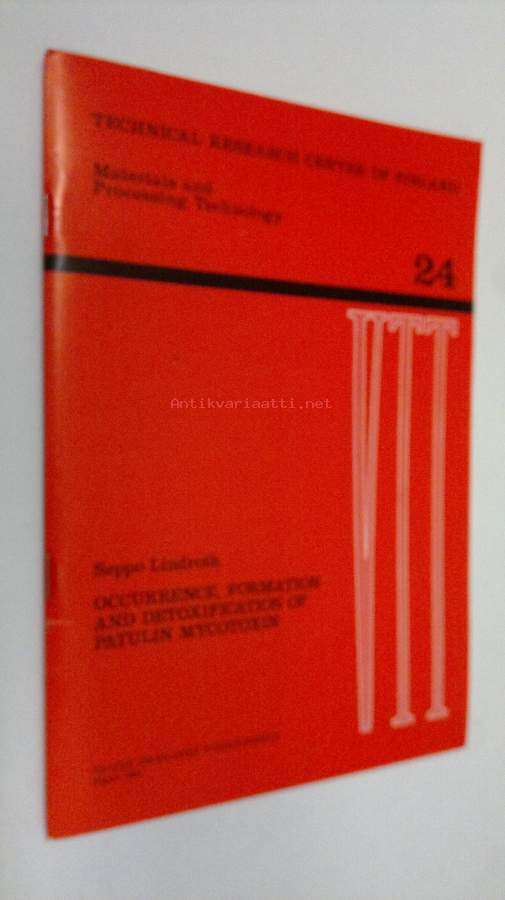 TECHNICAL RESEARCH CENTRE OF FINLAND
Materials and
Processing Technology
24
VTT
Antikvariaatti.net
Seppo Lindroth
OCCURRENCE, FORMATION
AND DETOXIFICATION OF
PATULIN MYCOTOXIN